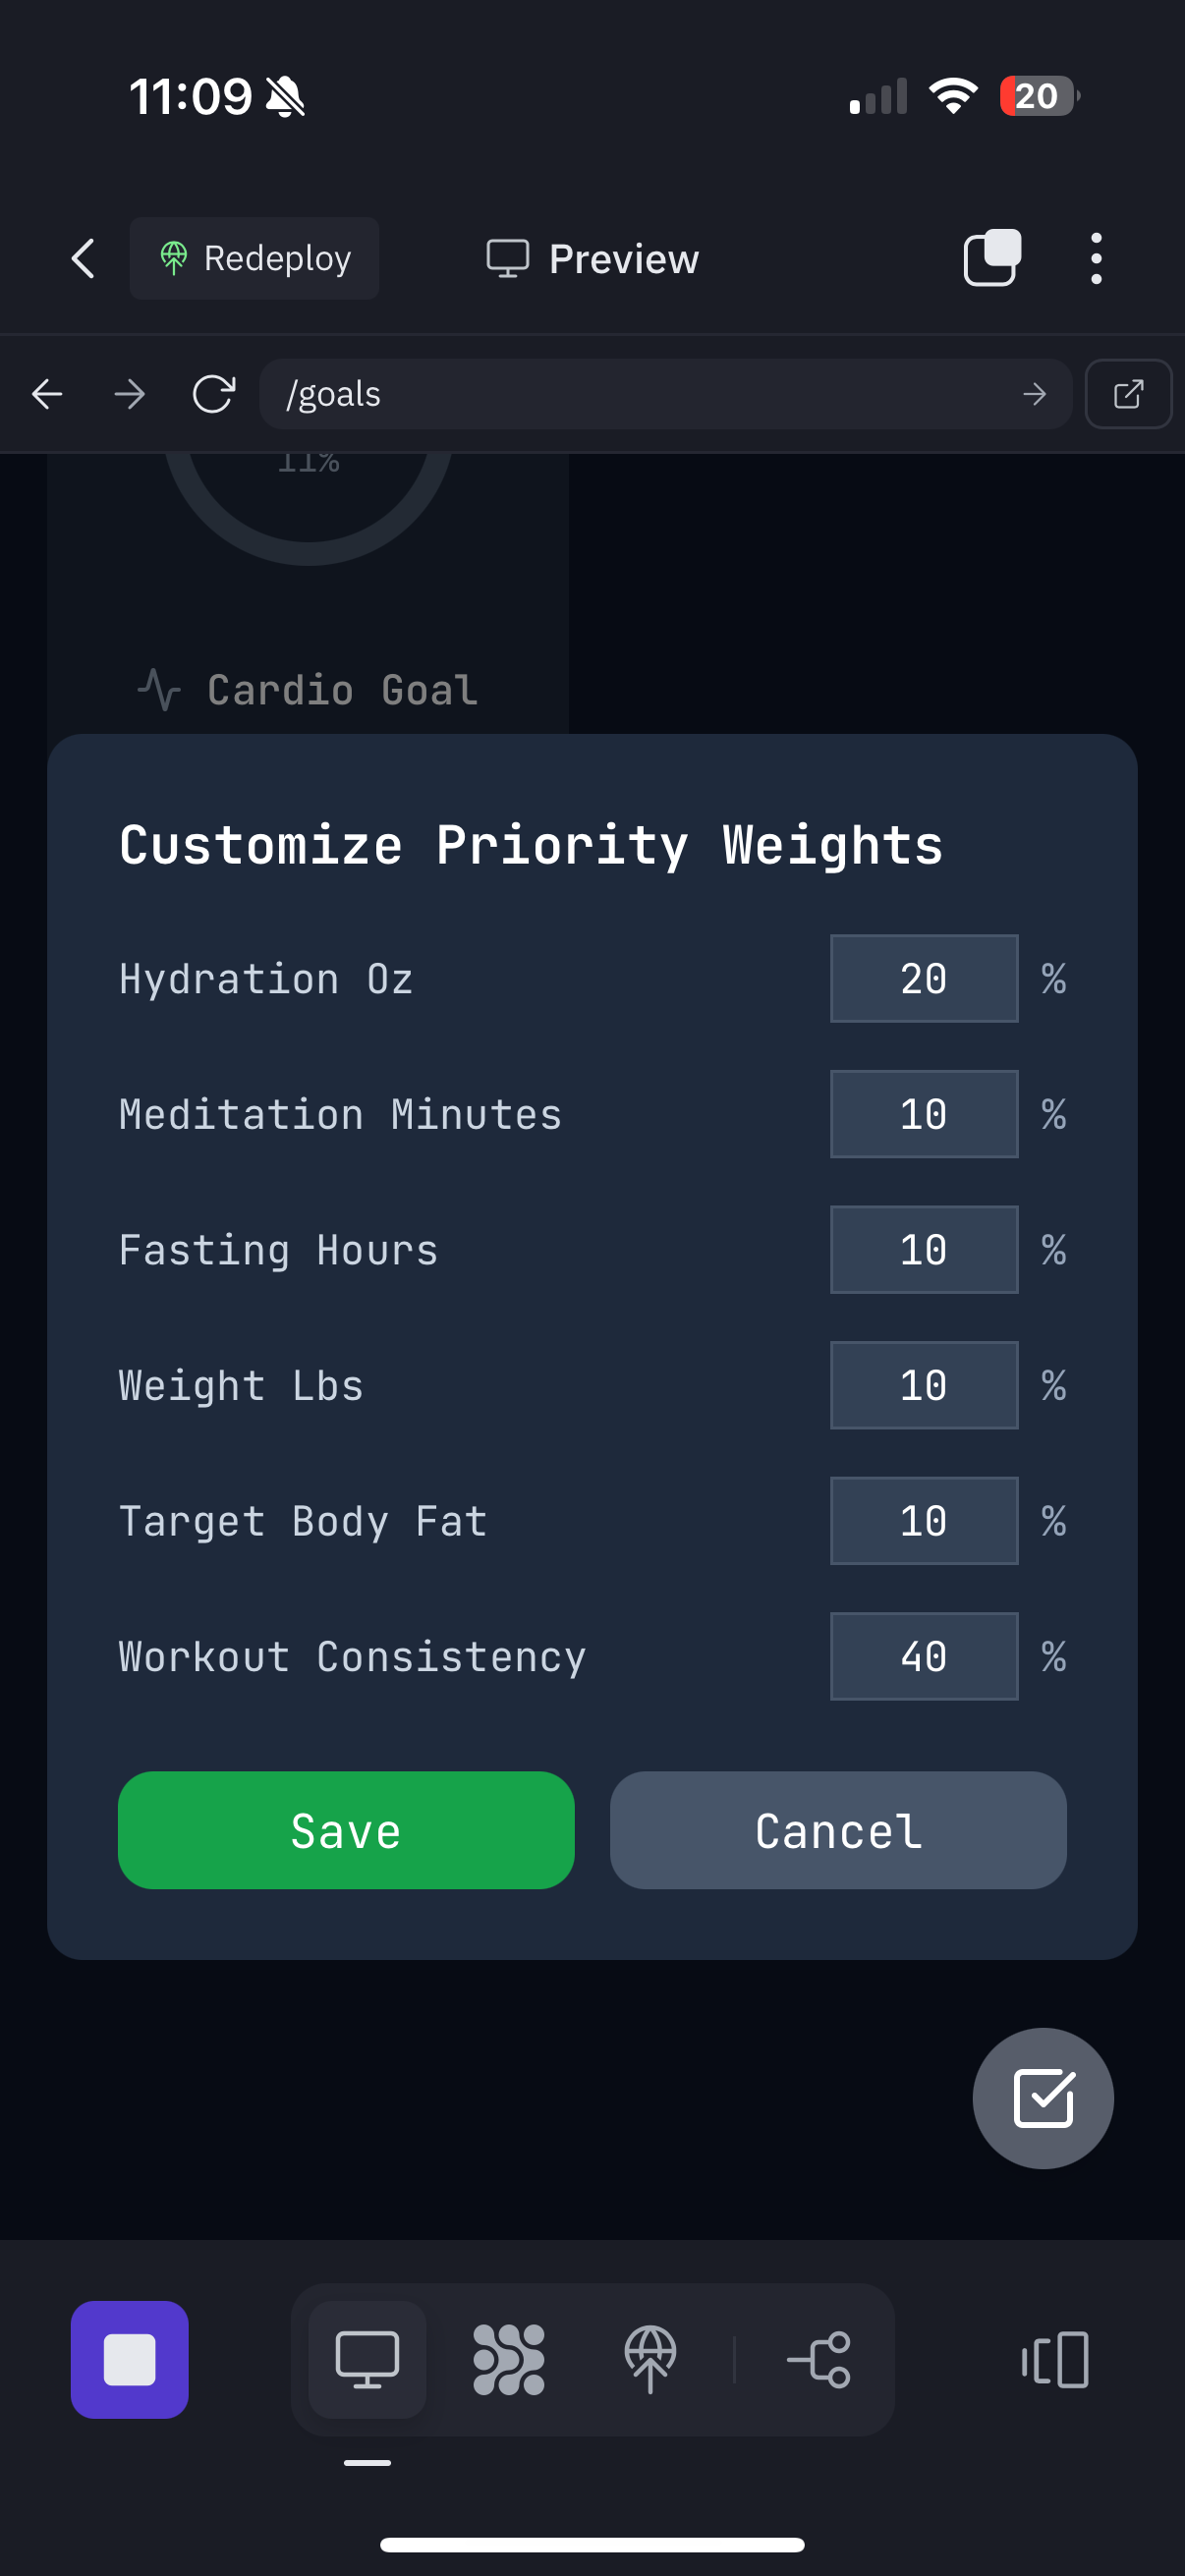 11:09
20
Redeploy
Preview
/goals
11%
Cardio Goal
Customize Priority Weights
Hydration Oz 20 %
Meditation Minutes 10 %
Fasting Hours 10 %
Weight Lbs 10 %
Target Body Fat 10 %
Workout Consistency 40 %
Save
Cancel